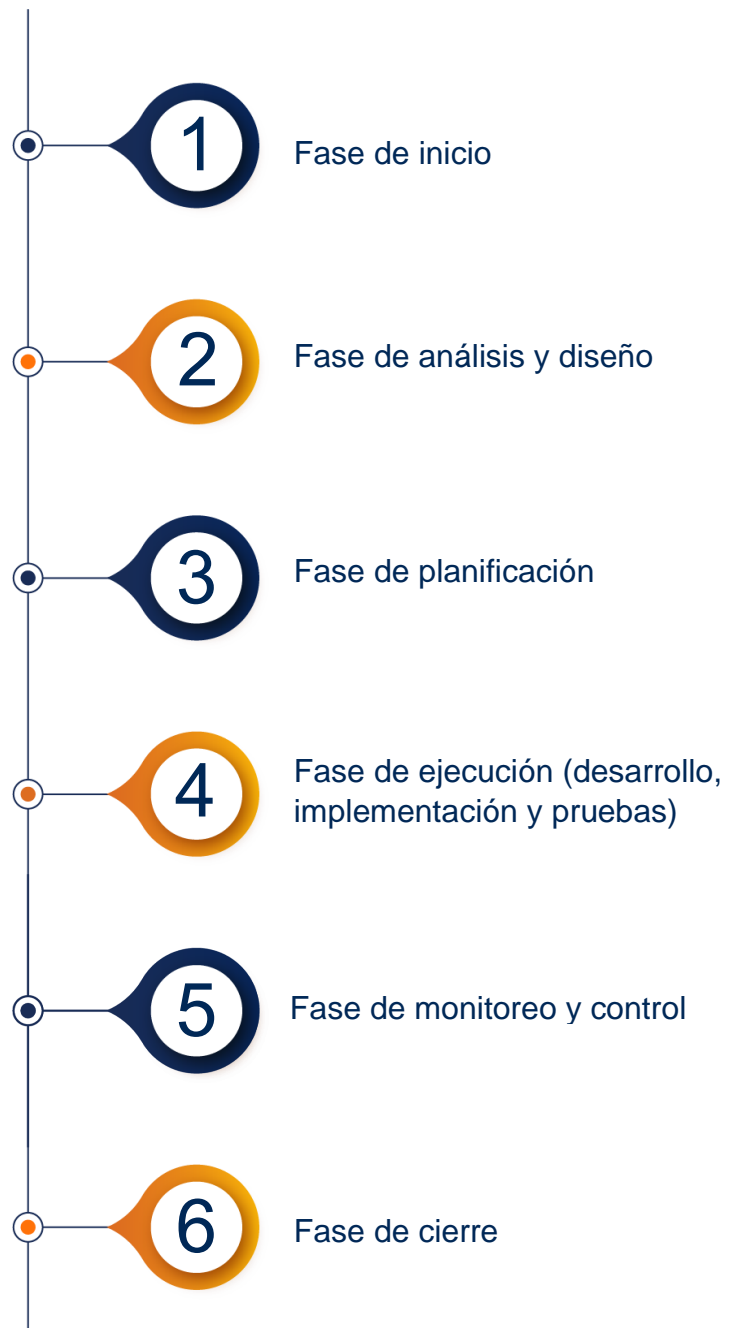 1
Fase de inicio
2
Fase de análisis y diseño
3
Fase de planificación
4
Fase de ejecución (desarrollo,
implementación y pruebas)
5
Fase de monitoreo y control
6
Fase de cierre